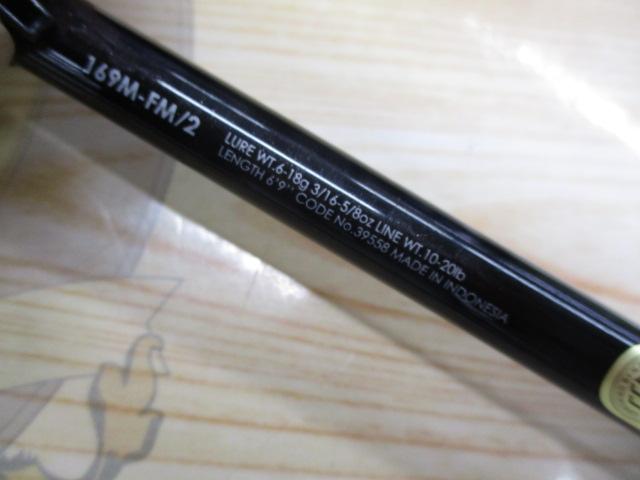 169M-FM/2
LURE WT.6-18g 3/16-5/8oz LINE WT.10-20lb
LENGTH 6'9'' CODE No.39558 MADE IN INDONESIA